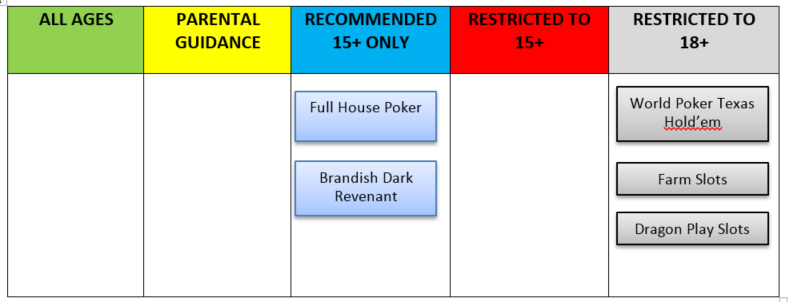 ALL AGES
PARENTAL
GUIDANCE
RECOMMENDED
15+ ONLY
RESTRICTED TO
15+
RESTRICTED TO
18+
Full House Poker
Brandish Dark
Revenant
World Poker Texas
Hold’em
Farm Slots
Dragon Play Slots